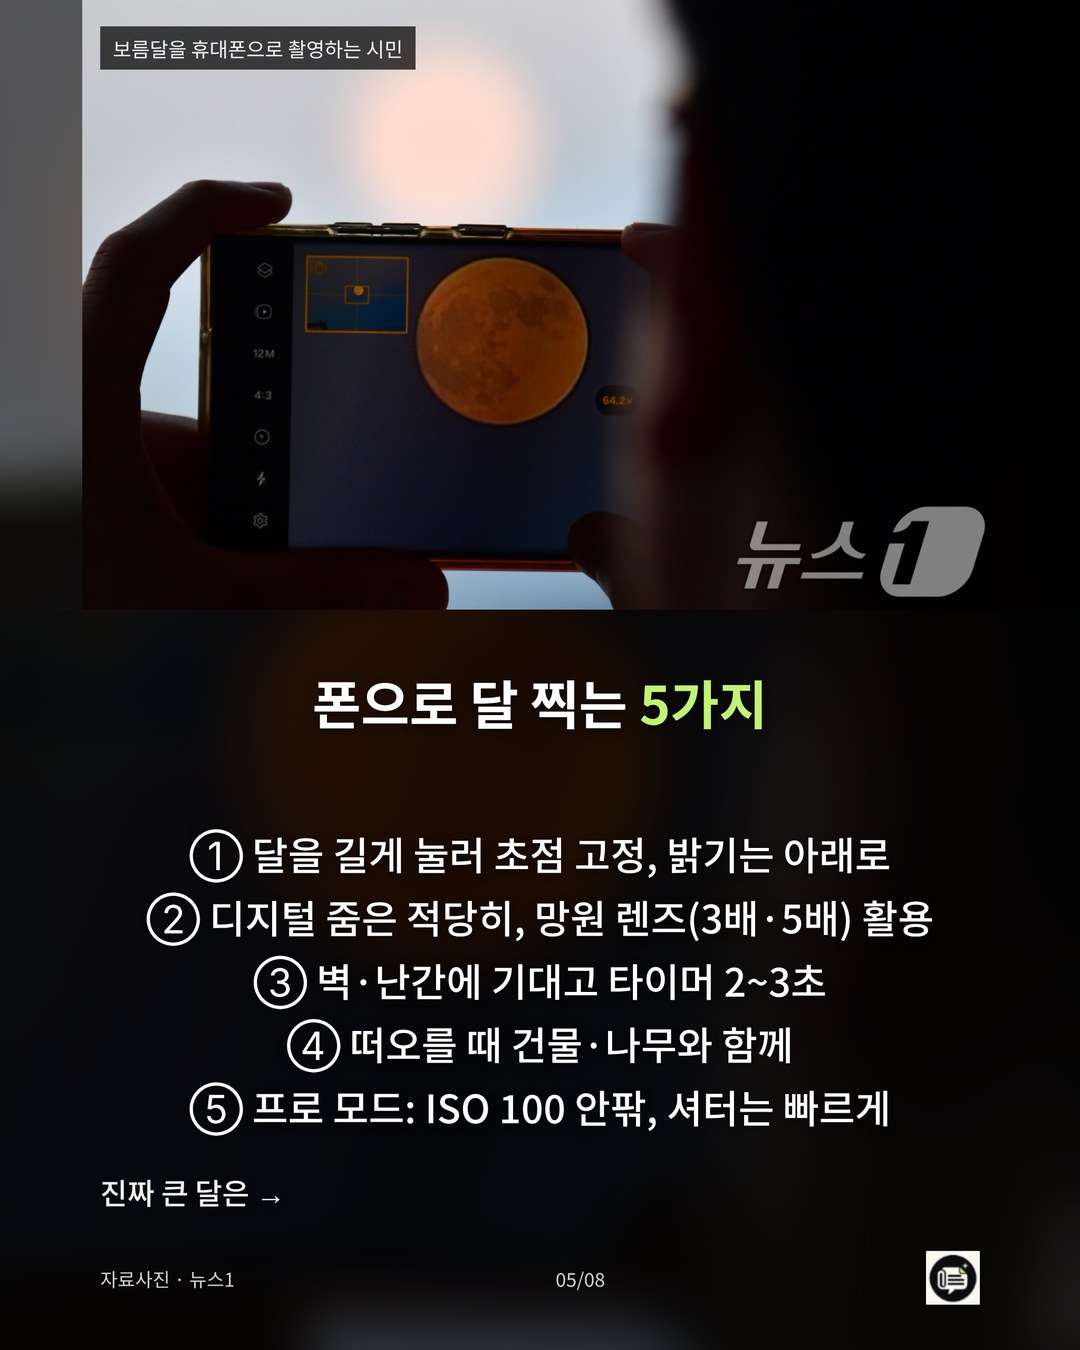 보름달을 휴대폰으로 촬영하는 시민
12M
4:3
64.2×
뉴스1
폰으로 달 찍는 5가지
① 달을 길게 눌러 초점 고정, 밝기는 아래로
② 디지털 줌은 적당히, 망원 렌즈(3배·5배) 활용
③ 벽·난간에 기대고 타이머 2~3초
④ 떠오를 때 건물·나무와 함께
⑤ 프로 모드: ISO 100 안팎, 셔터는 빠르게
진짜 큰 달은 →
자료사진 · 뉴스1
05/08